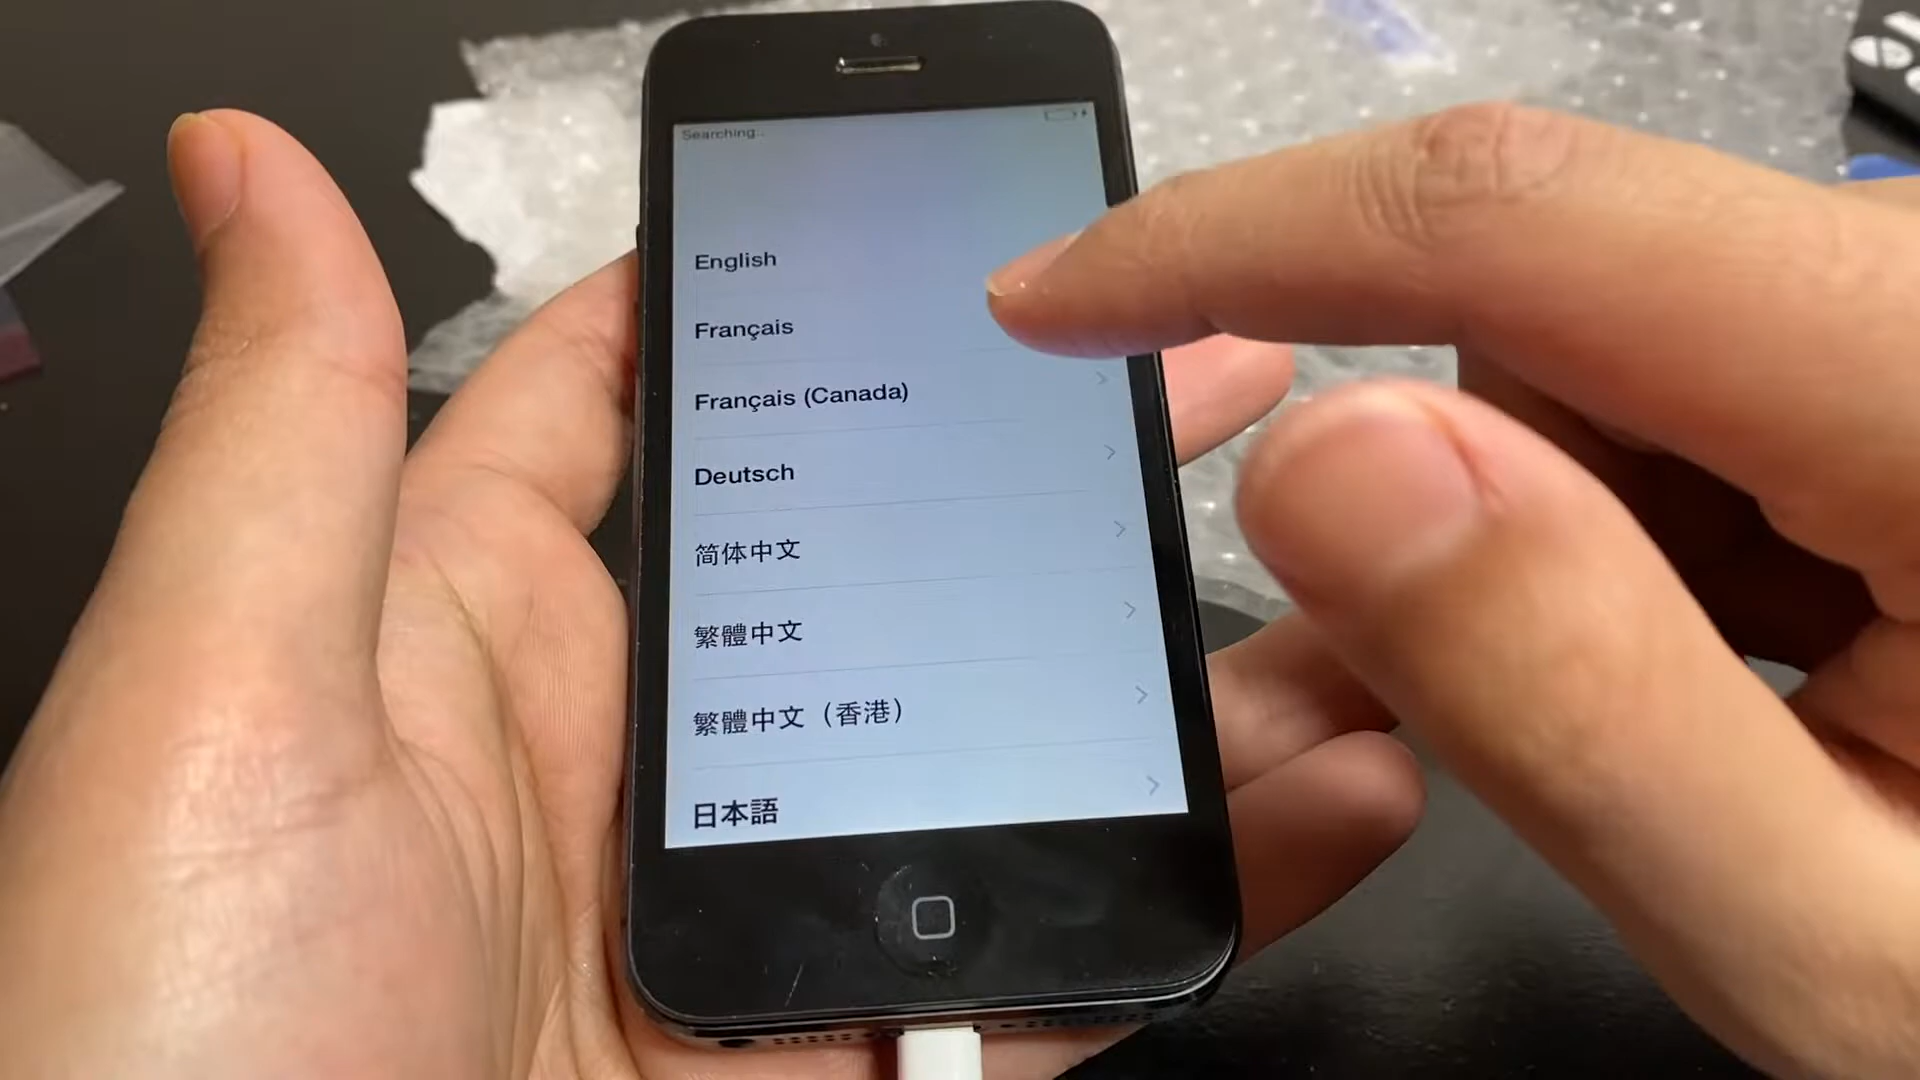 Searching..
English
Français
Français (Canada)
Deutsch
简体中文
繁體中文
繁體中文（香港）
日本語